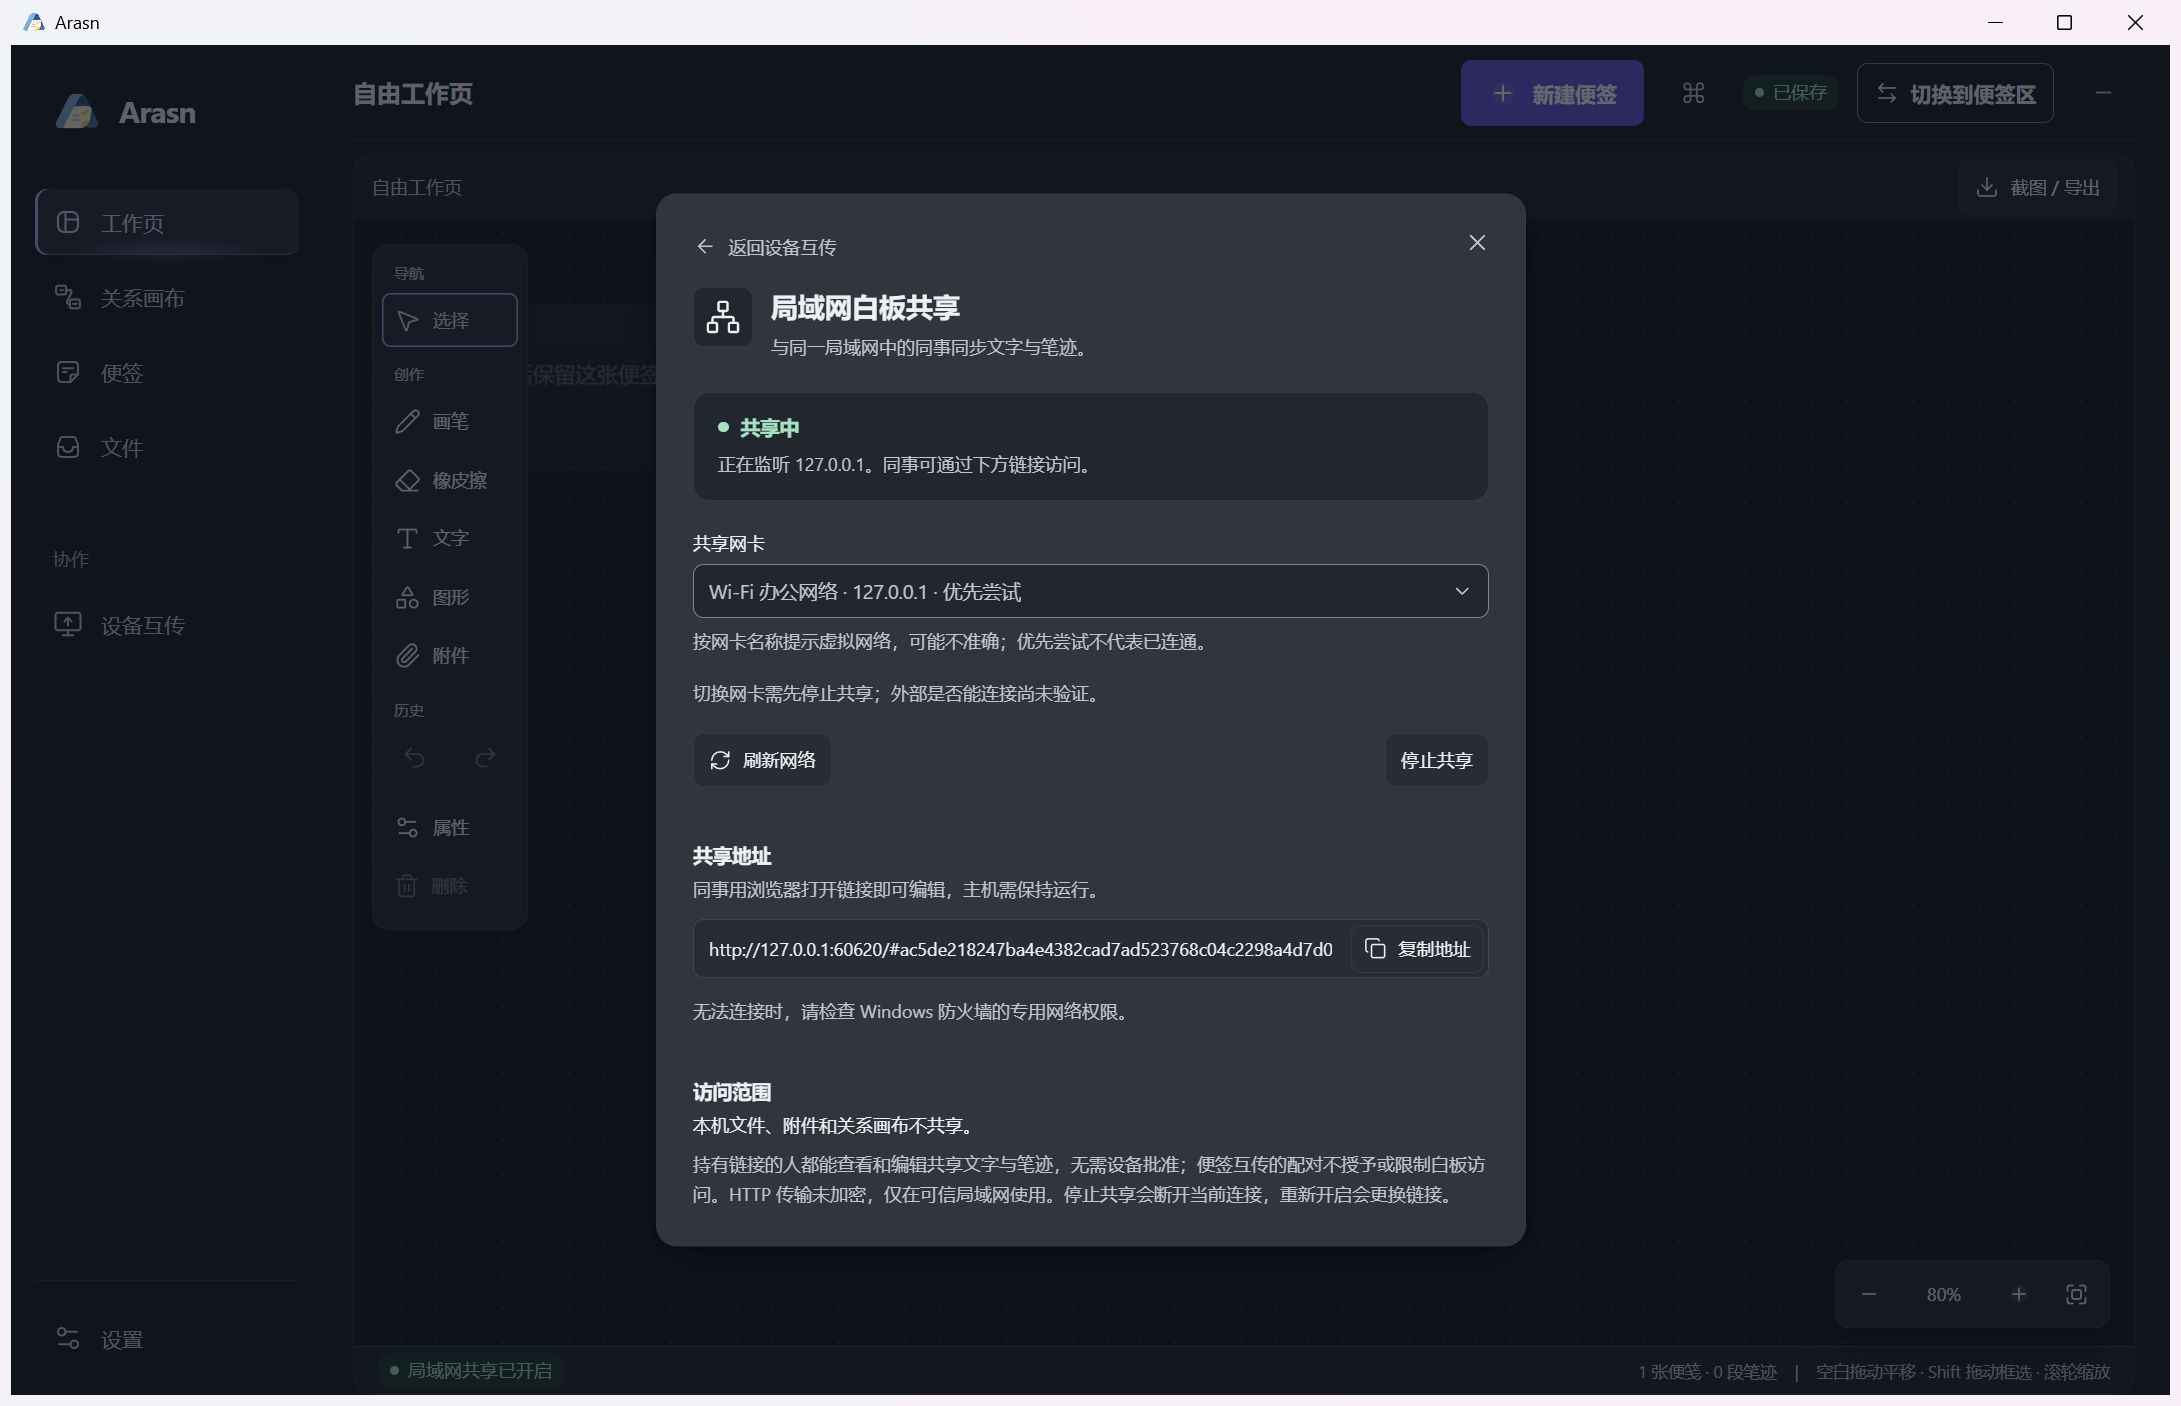 Arasn
Arasn
工作页
关系画布
便签
文件
协作
设备互传
设置
自由工作页
新建便签
已保存
切换到便签区
自由工作页
截图 / 导出
导航
选择
创作
画笔
橡皮擦
文字
图形
附件
历史
属性
删除
保留这张便签
返回设备互传
局域网白板共享
与同一局域网中的同事同步文字与笔迹。
共享中
正在监听 127.0.0.1。同事可通过下方链接访问。
共享网卡
Wi-Fi 办公网络 · 127.0.0.1 · 优先尝试
按网卡名称提示虚拟网络，可能不准确；优先尝试不代表已连通。
切换网卡需先停止共享；外部是否能连接尚未验证。
刷新网络
停止共享
共享地址
同事用浏览器打开链接即可编辑，主机需保持运行。
http://127.0.0.1:60620/#ac5de218247ba4e4382cad7ad523768c04c2298a4d7d0
复制地址
无法连接时，请检查 Windows 防火墙的专用网络权限。
访问范围
本机文件、附件和关系画布不共享。
持有链接的人都能查看和编辑共享文字与笔迹，无需设备批准；便签互传的配对不授予或限制白板访
问。HTTP 传输未加密，仅在可信局域网使用。停止共享会断开当前连接，重新开启会更换链接。
80%
局域网共享已开启
1 张便笺 · 0 段笔迹 | 空白拖动平移 · Shift 拖动框选 · 滚轮缩放